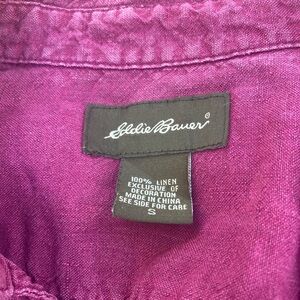 Eddie Bauer®
100% LINEN
EXCLUSIVE OF
DECORATION
MADE IN CHINA
SEE SIDE FOR CARE
S